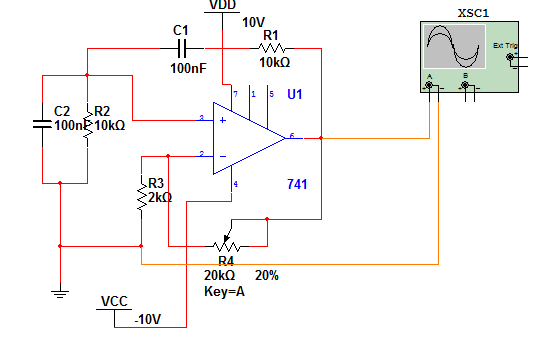 VDD
10V
XSC1
C1
R1
100nF
10kΩ
Ext Trig
A
B
U1
C2
R2
100nF
10kΩ
7
1
5
3
6
2
4
741
R3
2kΩ
R4
20kΩ
20%
Key=A
VCC
-10V